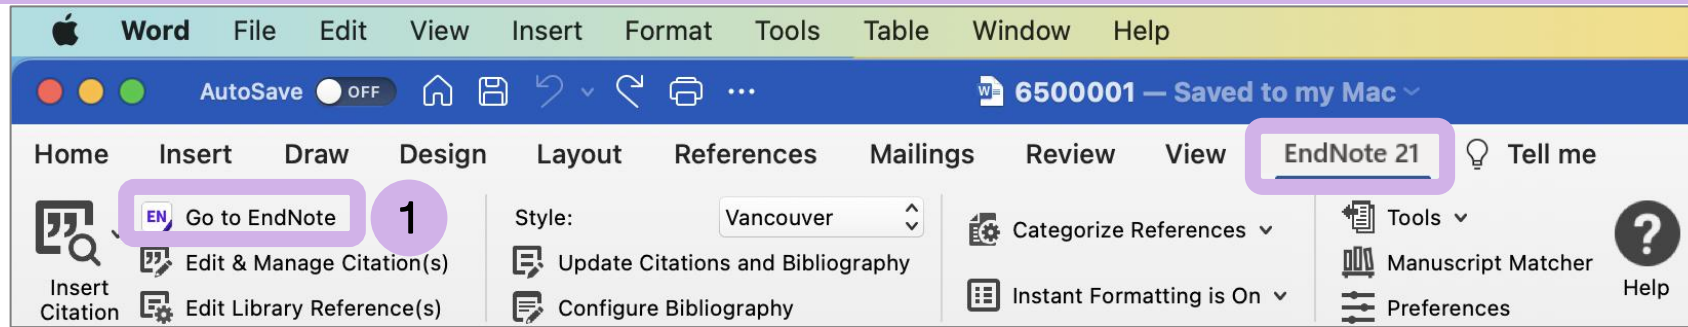 Word File Edit View Insert Format Tools Table Window Help
AutoSave OFF ... 6500001 — Saved to my Mac
Home Insert Draw Design Layout References Mailings Review View EndNote 21 Tell me
Insert
Citation
EN Go to EndNote 1
Edit & Manage Citation(s)
Edit Library Reference(s)
Style: Vancouver
Update Citations and Bibliography
Configure Bibliography
Categorize References
Instant Formatting is On
Tools
Manuscript Matcher
Preferences
?
Help